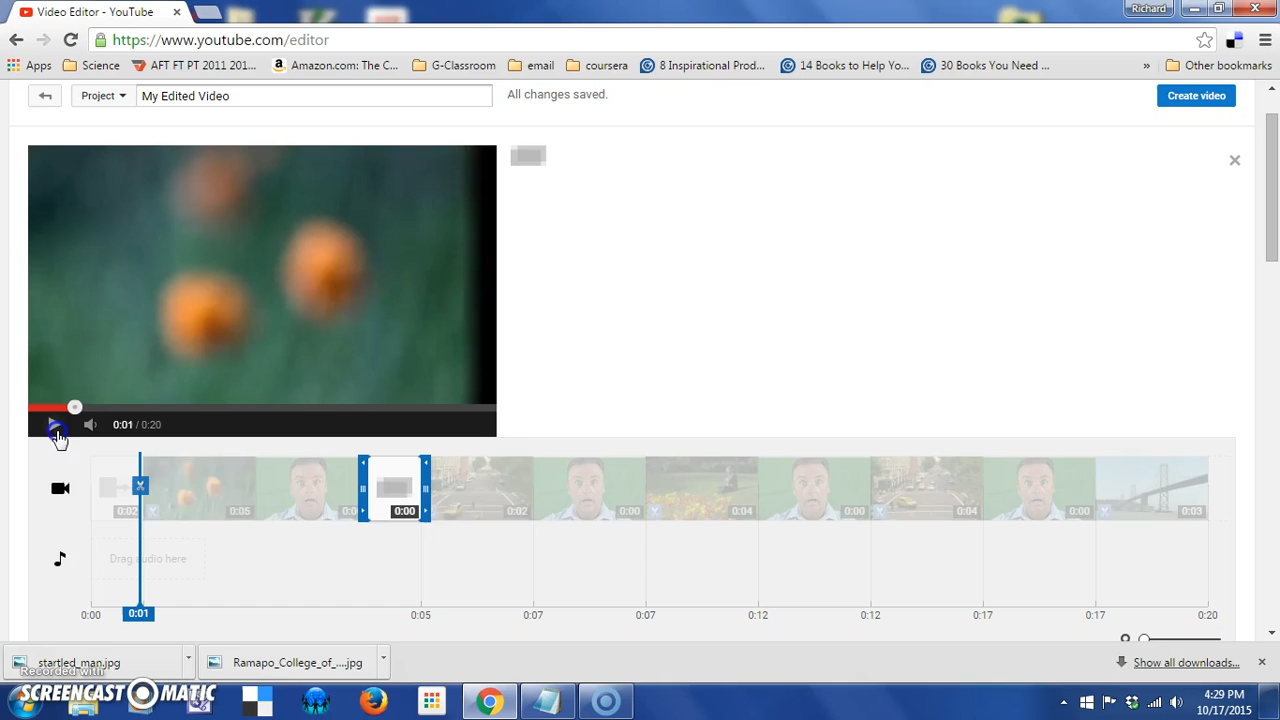 Video Editor - YouTube
Richard
https://www.youtube.com/editor
Apps
Science
AFT FT PT 2011 201...
Amazon.com: The C...
G-Classroom
email
coursera
8 Inspirational Prod...
14 Books to Help Yo...
30 Books You Need ...
»
Other bookmarks
Project
My Edited Video
All changes saved.
Create video
0:01 / 0:20
0:02
0:05
0:00
0:02
0:00
0:04
0:00
0:04
0:00
0:03
Drag audio here
0:00
0:01
0:05
0:07
0:07
0:12
0:12
0:17
0:17
0:20
startled_man.jpg
Ramapo_College_of_....jpg
Show all downloads...
Recorded with
SCREENCAST-O-MATIC
4:29 PM
10/17/2015